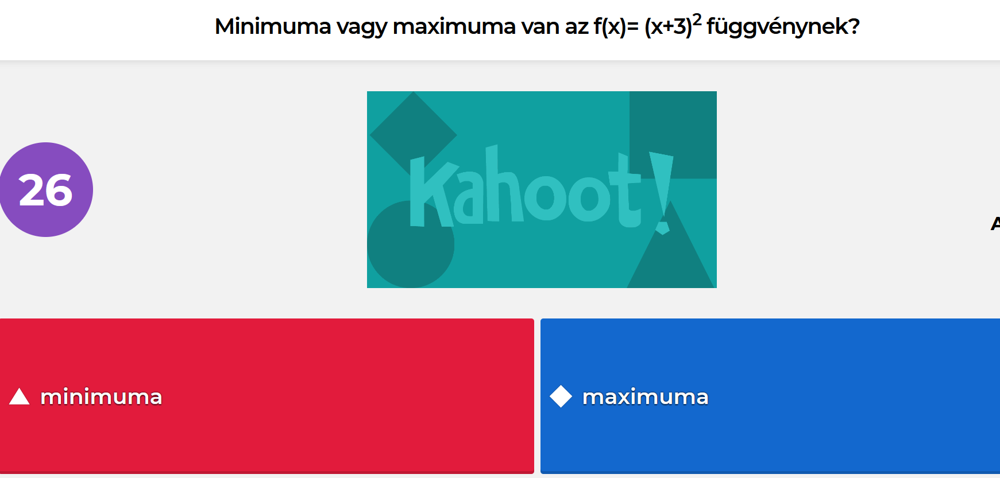 Minimuma vagy maximuma van az f(x)= (x+3)² függvénynek?
Kahoot!
26
A
minimuma
maximuma